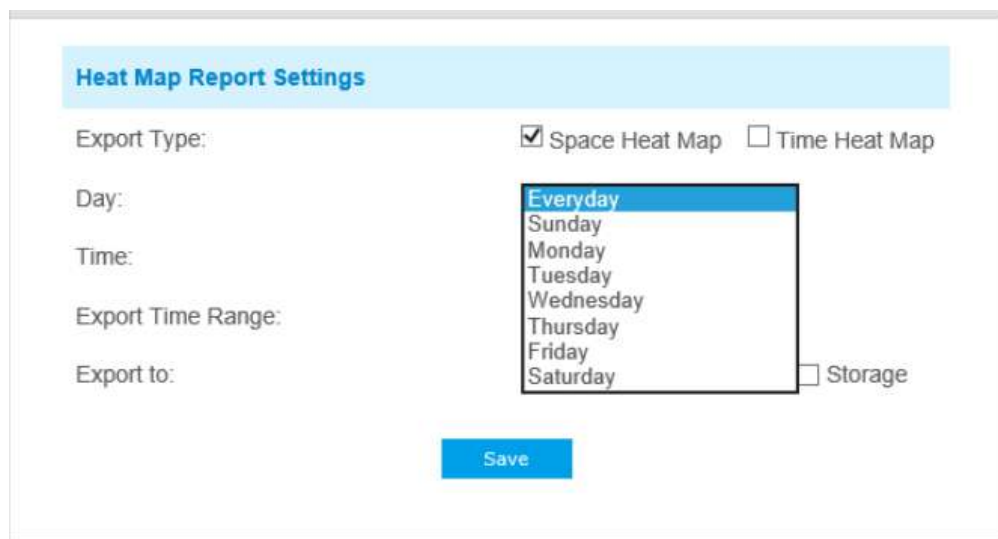 Heat Map Report Settings
Export Type: Space Heat Map Time Heat Map
Day: Everyday
Sunday
Time: Monday
Tuesday
Wednesday
Export Time Range: Thursday
Friday
Export to: Saturday Storage
Save